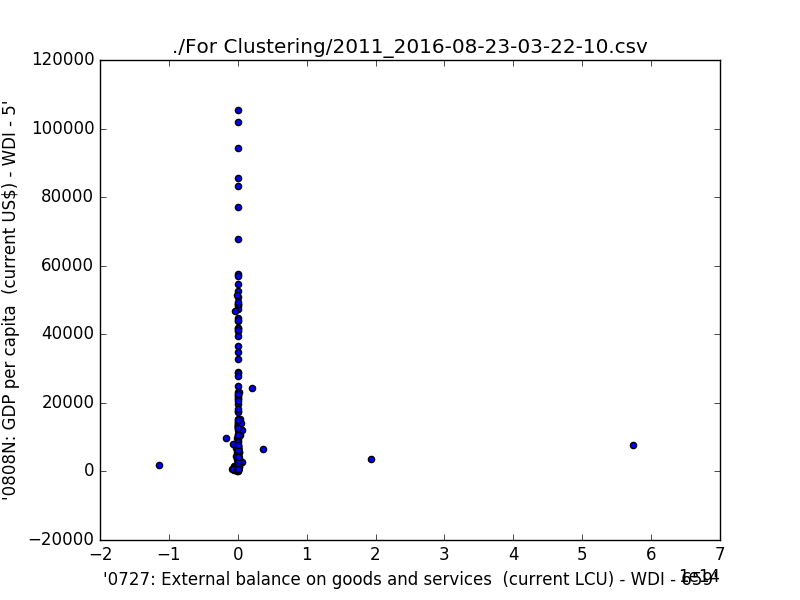 ./For Clustering/2011_2016-08-23-03-22-10.csv
120000
100000
80000
60000
40000
20000
0
−20000
'0808N: GDP per capita  (current US$) - WDI - 5'
−2 −1 0 1 2 3 4 5 6 7
1e14
'0727: External balance on goods and services  (current LCU) - WDI - 659'